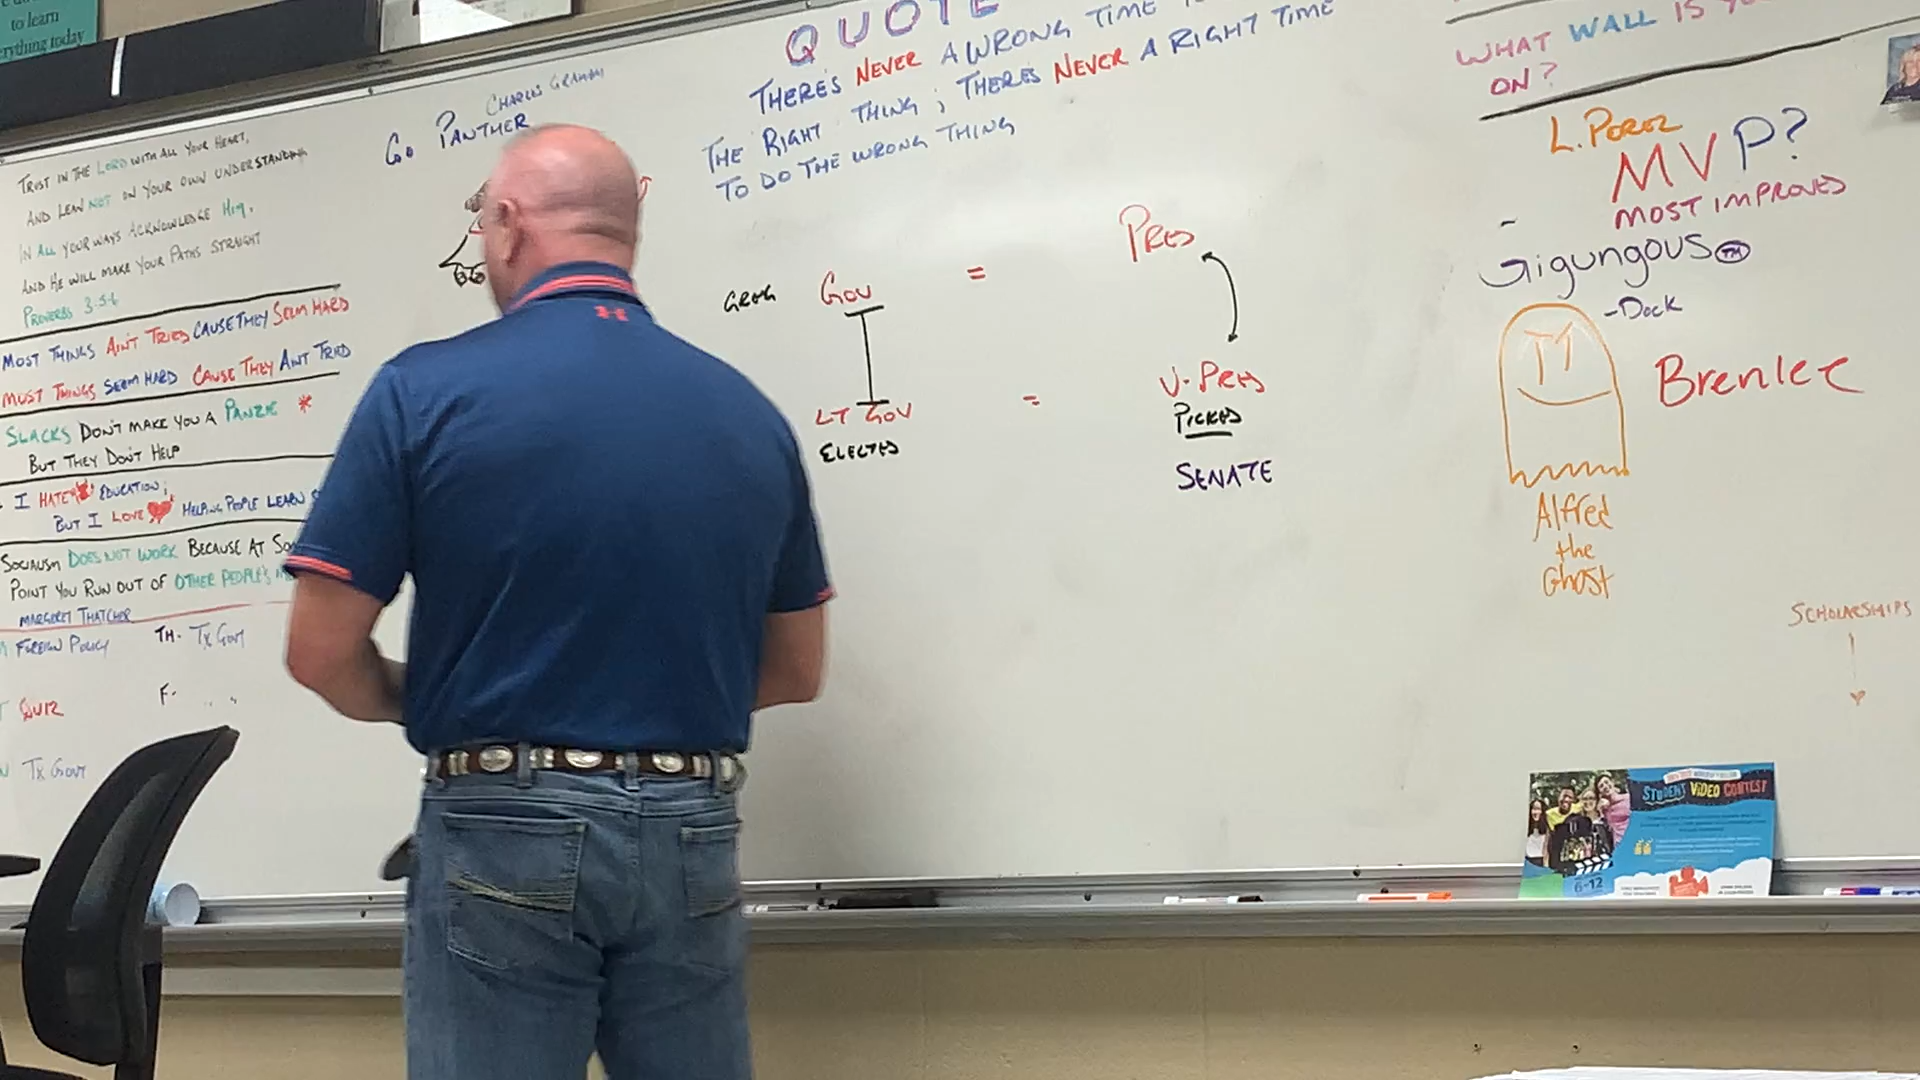 to learn
everything today
TRUST IN THE LORD WITH ALL YOUR HEART,
AND LEAN NOT ON YOUR OWN UNDERSTANDING
IN ALL YOUR WAYS ACKNOWLEDGE HIM,
AND HE WILL MAKE YOUR PATHS STRAIGHT
PROVERBS 3:5-6
MOST THINGS AIN'T TRIED CAUSE THEY SEEM HARD
MOST THINGS SEEM HARD CAUSE THEY AINT TRIED
SLACKS DON'T MAKE YOU A PANZIE *
BUT THEY DON'T HELP
I HATE EDUCATION;
BUT I LOVE HELPING PEOPLE LEARN
SOCIALISM DOES NOT WORK BECAUSE AT SO
POINT YOU RUN OUT OF OTHER PEOPLE'S
MARGARET THATCHER
FOREIGN POLICY TH- TX GOVT
QUIZ F- " "
TX GOVT
CHARLIS GRAHAM
GO PANTHER
QUOTE
THERE'S NEVER A WRONG TIME
THE RIGHT THING; THERE'S NEVER A RIGHT TIME
TO DO THE WRONG THING
GREG GOV = PRES
LT GOV = V-PRES
ELECTED PICKED
SENATE
WHAT WALL IS
ON?
L. PEREZ
MVP?
MOST IMPROVED
Gigungous TM
-Dock
Brenlee
Alfred
the
Ghost
SCHOLARSHIPS
STUDENT VIDEO CONTEST
6-12